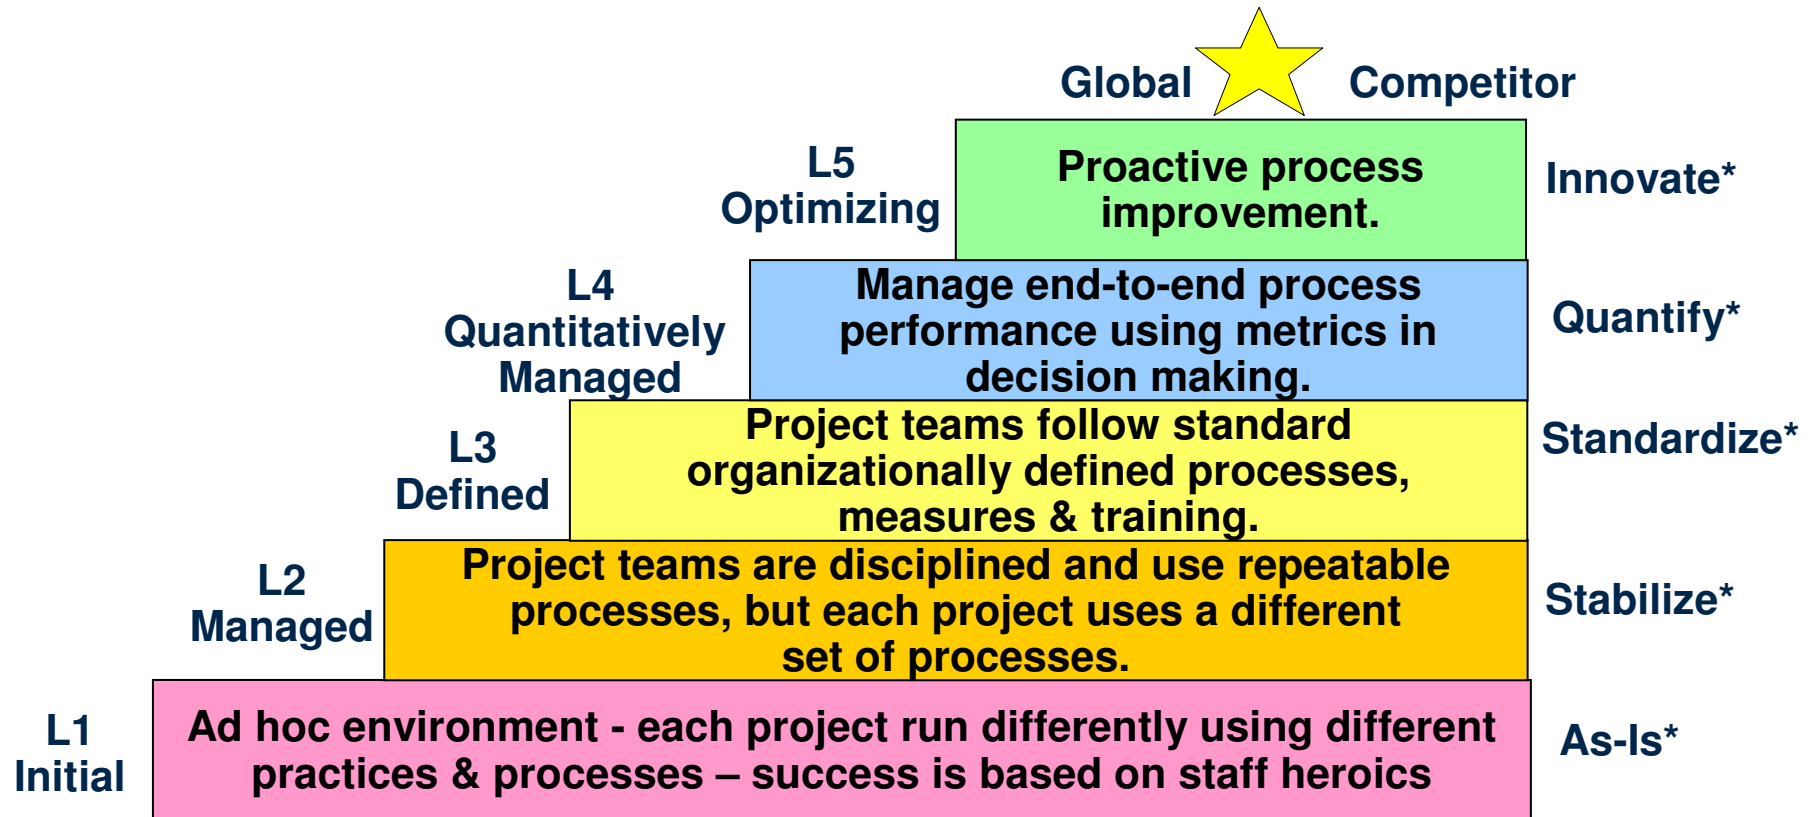 Global Competitor
L5
Optimizing
Proactive process
improvement.
Innovate*
L4
Quantitatively
Managed
Manage end-to-end process
performance using metrics in
decision making.
Quantify*
L3
Defined
Project teams follow standard
organizationally defined processes,
measures & training.
Standardize*
L2
Managed
Project teams are disciplined and use repeatable
processes, but each project uses a different
set of processes.
Stabilize*
L1
Initial
Ad hoc environment - each project run differently using different
practices & processes – success is based on staff heroics
As-Is*